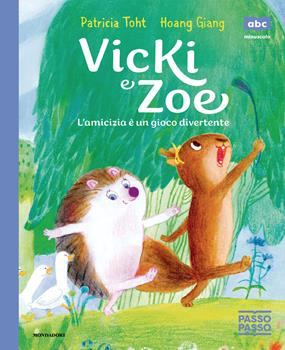 Patricia Toht Hoang Giang
abc
minuscolo
Vicki
e Zoe
L'amicizia è un gioco divertente
MONDADORI
PASSO
PASSO